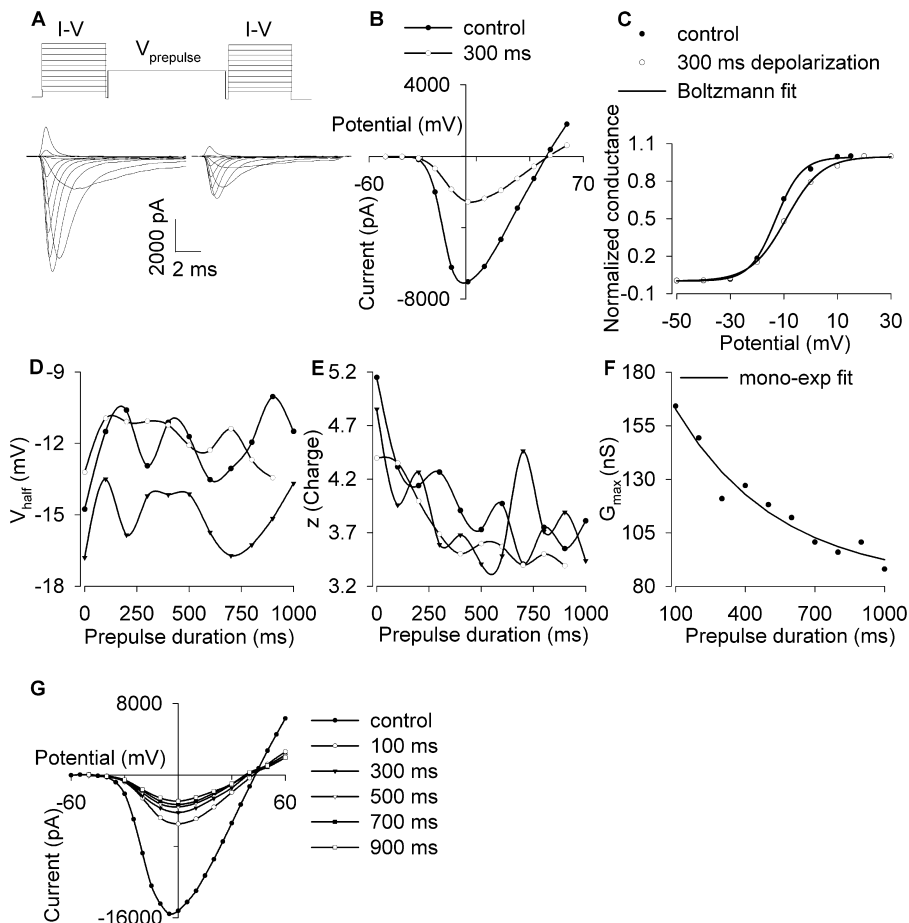 A
I-V
V prepulse
I-V
2000 pA
2 ms
B
control
300 ms
4000
Potential (mV)
-60
70
Current (pA)
-8000
C
control
300 ms depolarization
Boltzmann fit
1.1
0.8
0.5
0.2
-0.1
Normalized conductance
-50 -30 -10 10 30
Potential (mV)
D
-9
-12
-15
-18
Vhalf (mV)
0 250 500 750 1000
Prepulse duration (ms)
E
5.2
4.7
4.2
3.7
3.2
z (Charge)
0 250 500 750 1000
Prepulse duration (ms)
F
mono-exp fit
180
155
130
105
80
Gmax (nS)
100 400 700 1000
Prepulse duration (ms)
G
8000
Potential (mV)
-60
60
Current (pA)
-16000
control
100 ms
300 ms
500 ms
700 ms
900 ms